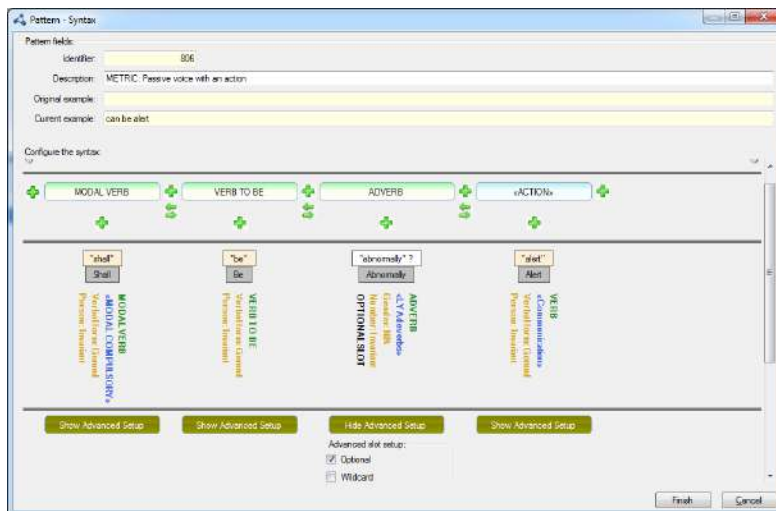 Pattern - Syntax
Pattern fields:
Identifier: 806
Description: METRIC. Passive voice with an action
Original example:
Current example: can be alert
Configure the syntax:
MODAL VERB VERB TO BE ADVERB «ACTION»
"shall" "be" "abnormally" ? "alert"
Shall Be Abnormally Alert
MODAL VERB
«MODAL COMPULSORY»
Verbal form: Gerund
Person: Invariant
VERB TO BE
Verbal form: Gerund
Person: Invariant
ADVERB
«LY Adverbs»
Gender: NA
Number: Invariant
OPTIONAL SLOT
VERB
«Communication»
Verbal form: Gerund
Person: Invariant
Show Advanced Setup Show Advanced Setup Hide Advanced Setup Show Advanced Setup
Advanced slot setup:
Optional
Wildcard
Finish Cancel